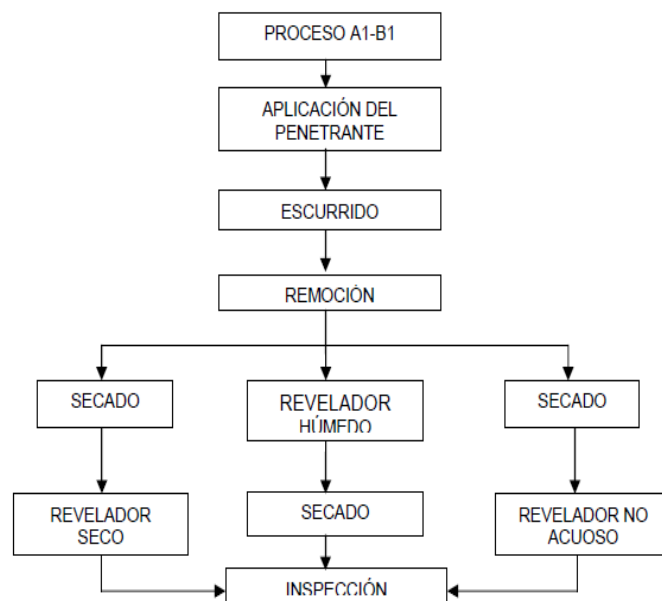 PROCESO A1-B1
APLICACIÓN DEL
PENETRANTE
ESCURRIDO
REMOCIÓN
SECADO
REVELADOR
HÚMEDO
SECADO
REVELADOR
SECO
SECADO
REVELADOR NO
ACUOSO
INSPECCIÓN